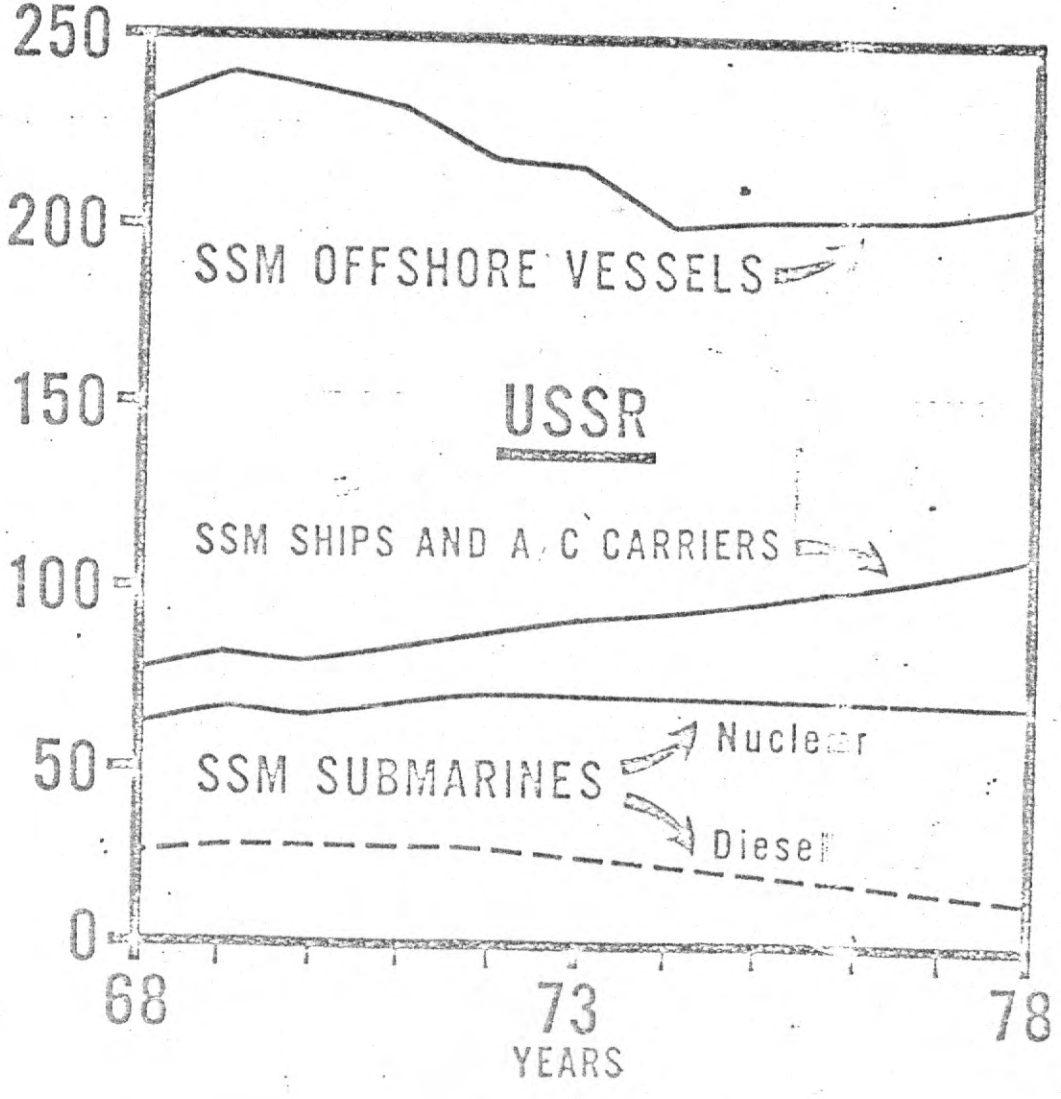 250
200
SSM OFFSHORE VESSELS
150
USSR
SSM SHIPS AND A/C CARRIERS
100
Nuclear
50
SSM SUBMARINES
Diesel
0
68
73
78
YEARS